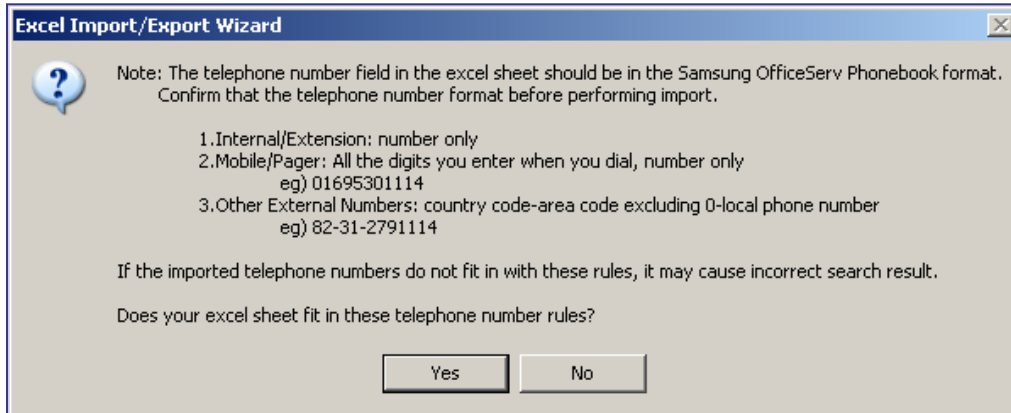 Excel Import/Export Wizard
Note: The telephone number field in the excel sheet should be in the Samsung OfficeServ Phonebook format.
Confirm that the telephone number format before performing import.
1.Internal/Extension: number only
2.Mobile/Pager: All the digits you enter when you dial, number only
eg) 01695301114
3.Other External Numbers: country code-area code excluding 0-local phone number
eg) 82-31-2791114
If the imported telephone numbers do not fit in with these rules, it may cause incorrect search result.
Does your excel sheet fit in these telephone number rules?
Yes No